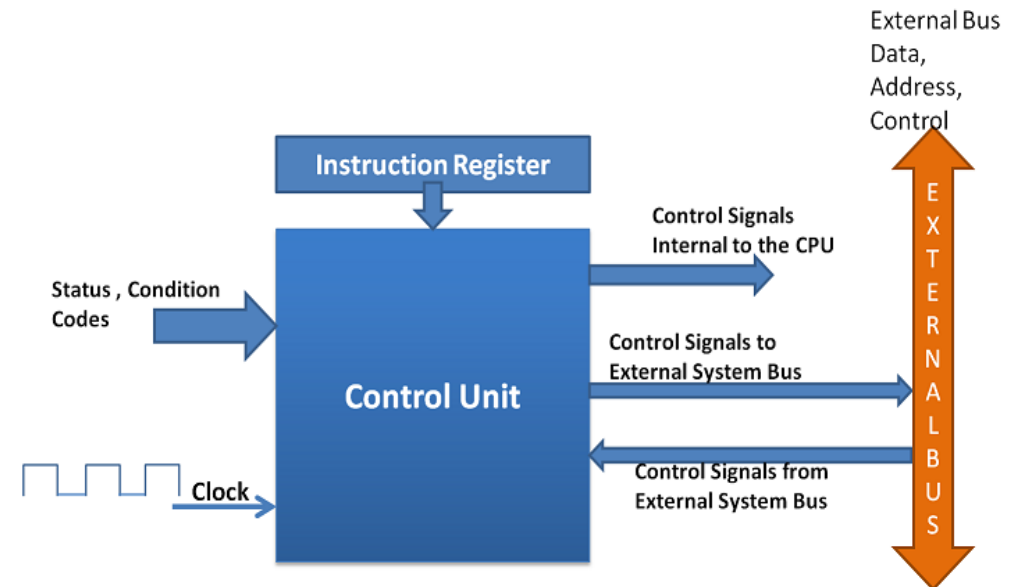 External Bus
Data,
Address,
Control
Instruction Register
Control Signals
Internal to the CPU
Status , Condition
Codes
Control Signals to
External System Bus
Control Unit
Control Signals from
External System Bus
Clock
EXTERNALBUS